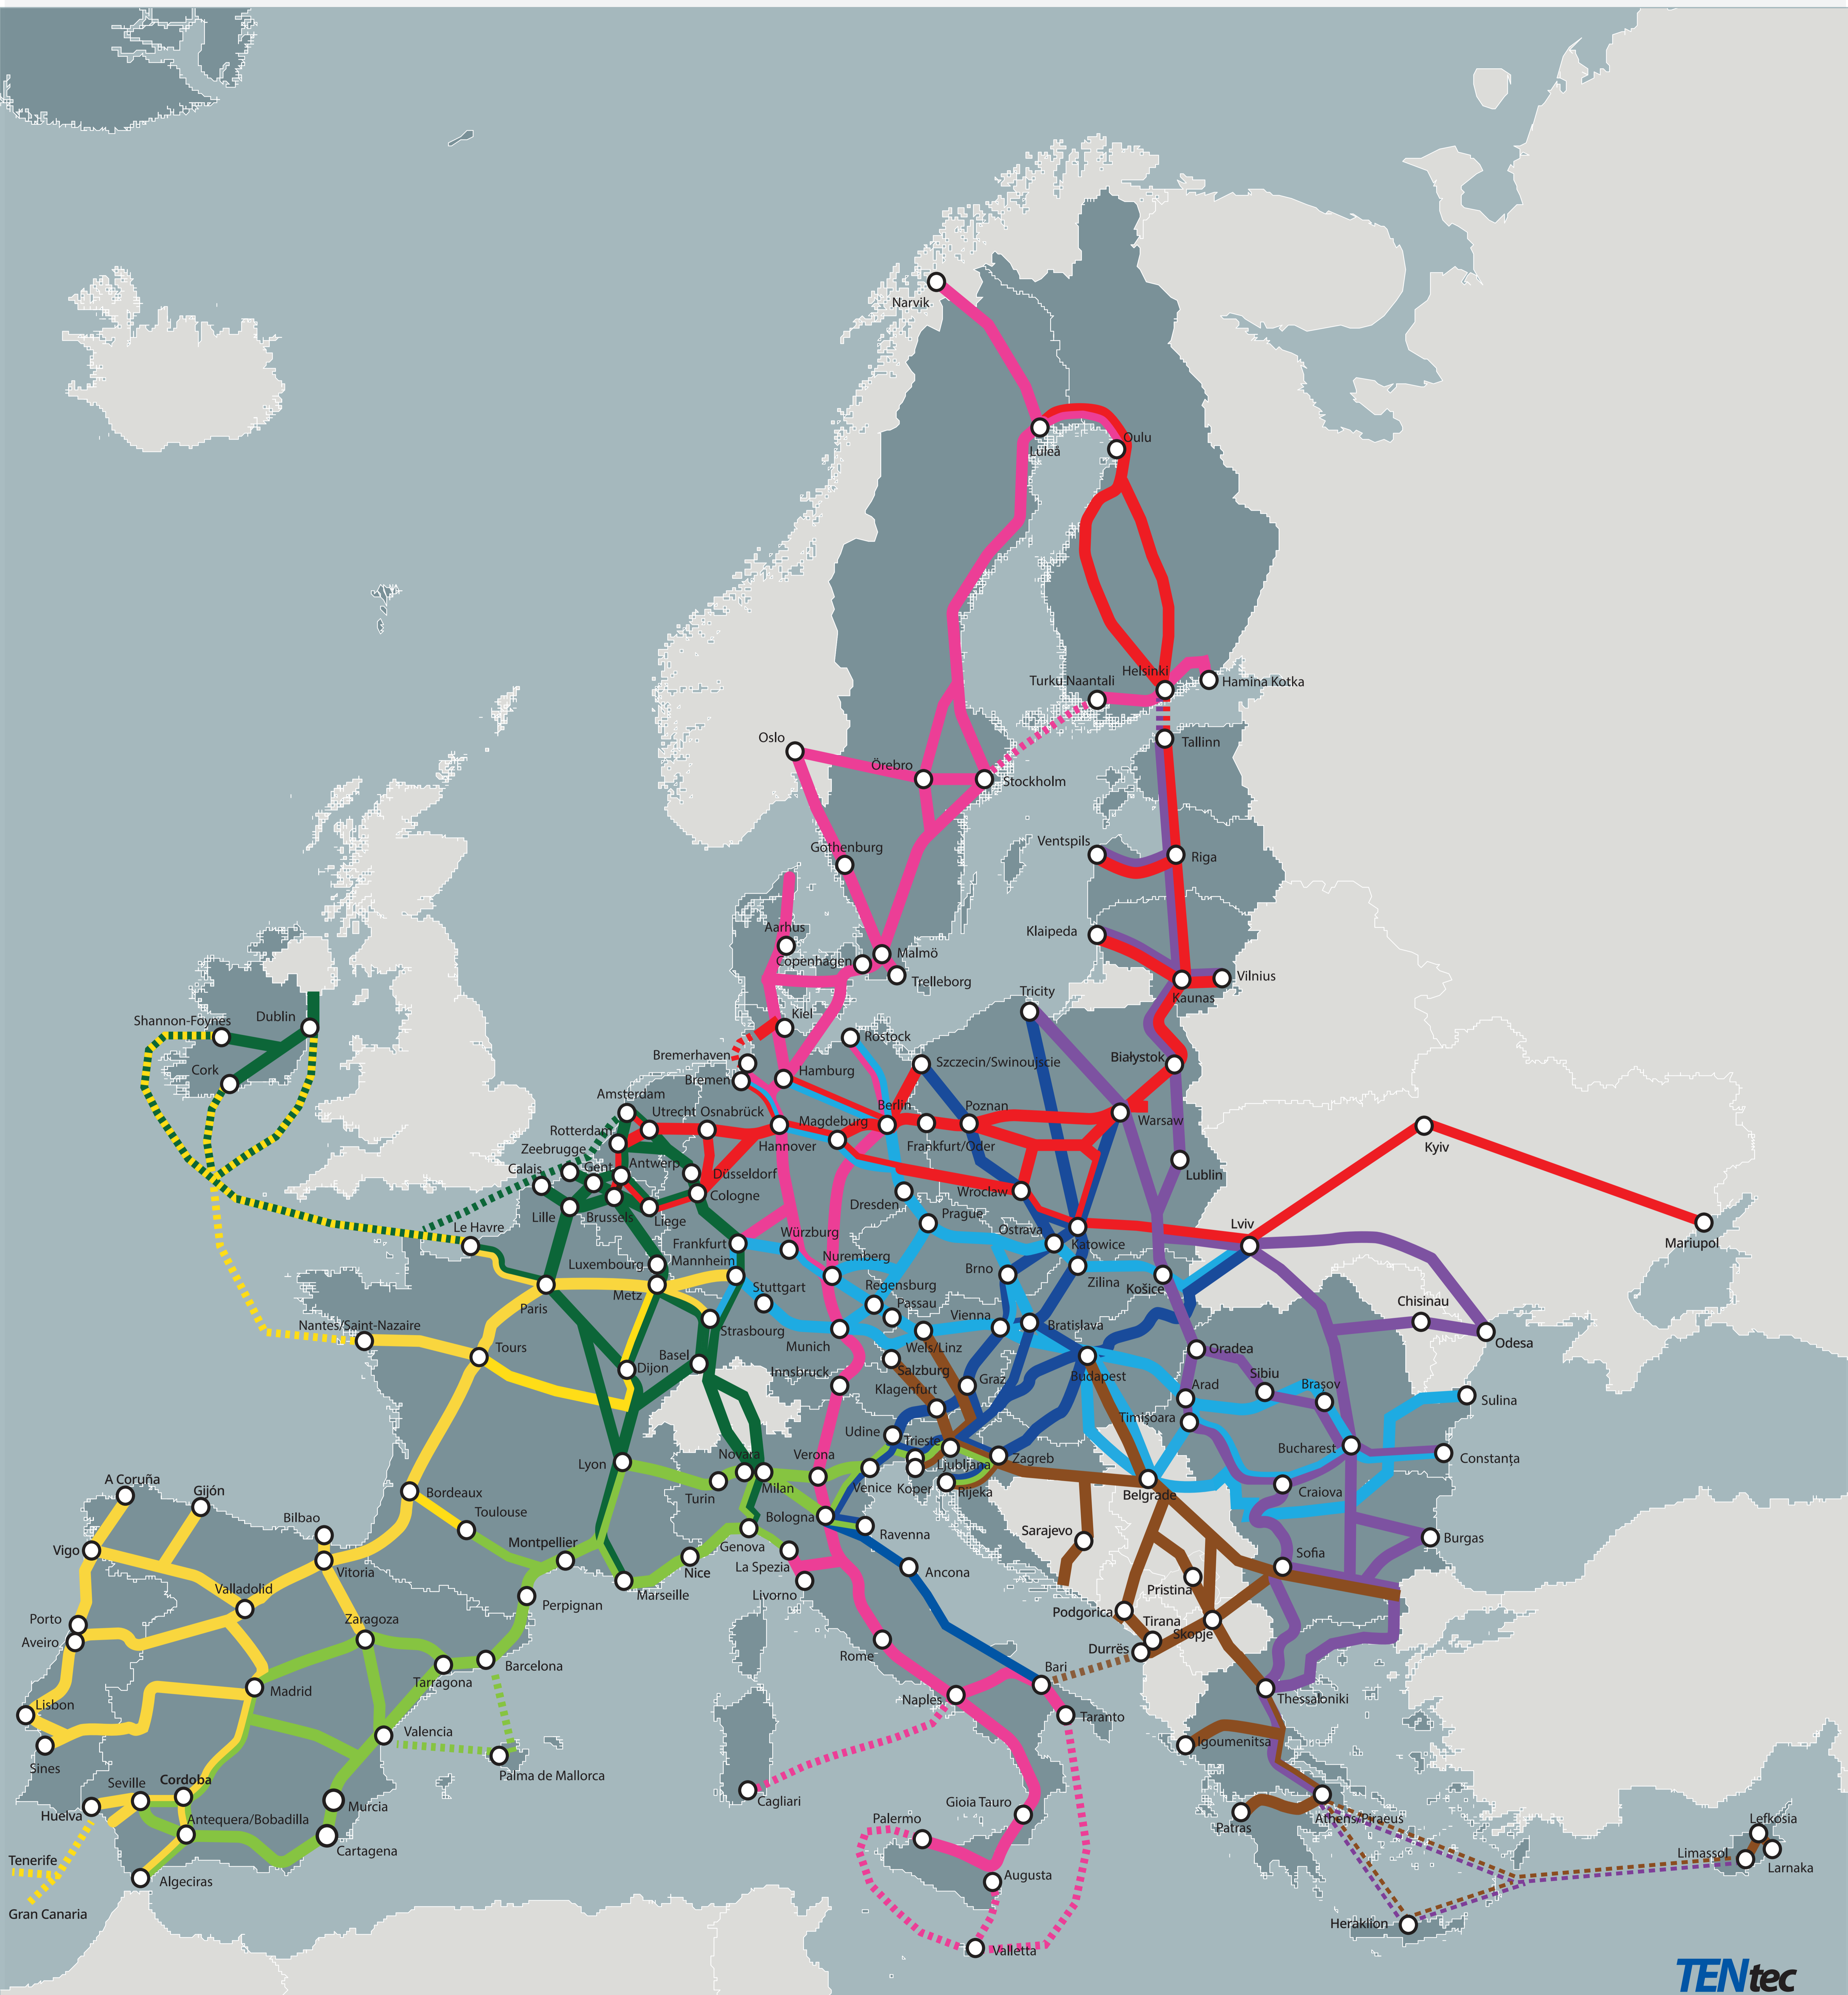 Narvik
Oulu
Luleå
Helsinki
Turku Naantali
Hamina Kotka
Oslo
Tallinn
Örebro
Stockholm
Ventspils
Gothenburg
Riga
Aarhus
Klaipeda
Malmö
Copenhagen
Vilnius
Trelleborg
Tricity
Kaunas
Kiel
Dublin
Shannon-Foynes
Rostock
Bremerhaven
Białystok
Szczecin/Swinoujscie
Cork
Hamburg
Bremen
Amsterdam
Berlin
Poznan
Utrecht
Osnabrück
Magdeburg
Warsaw
Rotterdam
Hannover
Frankfurt/Oder
Kyiv
Zeebrugge
Antwerp
Calais
Gent
Düsseldorf
Lublin
Cologne
Wroclaw
Dresden
Lille
Brussels
Liege
Prague
Le Havre
Ostrava
Lviv
Würzburg
Frankfurt
Katowice
Mariupol
Nuremberg
Luxembourg
Mannheim
Brno
Zilina
Regensburg
Stuttgart
Košice
Metz
Paris
Passau
Chisinau
Vienna
Nantes/Saint-Nazaire
Bratislava
Strasbourg
Odesa
Munich
Wels/Linz
Tours
Oradea
Basel
Dijon
Innsbruck
Salzburg
Graz
Budapest
Sibiu
Klagenfurt
Arad
Brașov
Sulina
Timișoara
Udine
Trieste
Bucharest
Novara
Verona
Zagreb
Constanța
Lyon
Ljubljana
A Coruña
Milan
Venice
Koper
Rijeka
Gijón
Bordeaux
Belgrade
Craiova
Turin
Toulouse
Bilbao
Bologna
Sarajevo
Ravenna
Burgas
Montpellier
Genova
Vigo
Sofia
La Spezia
Vitoria
Nice
Ancona
Valladolid
Pristina
Marseille
Livorno
Perpignan
Podgorica
Porto
Zaragoza
Tirana
Skopje
Aveiro
Durrës
Rome
Barcelona
Bari
Tarragona
Madrid
Naples
Thessaloniki
Lisbon
Taranto
Valencia
Igoumenitsa
Sines
Palma de Mallorca
Cordoba
Seville
Cagliari
Gioia Tauro
Murcia
Huelva
Antequera/Bobadilla
Palermo
Athens/Piraeus
Lefkosia
Patras
Cartagena
Limassol
Tenerife
Larnaka
Augusta
Algeciras
Gran Canaria
Heraklion
Valletta
TENtec